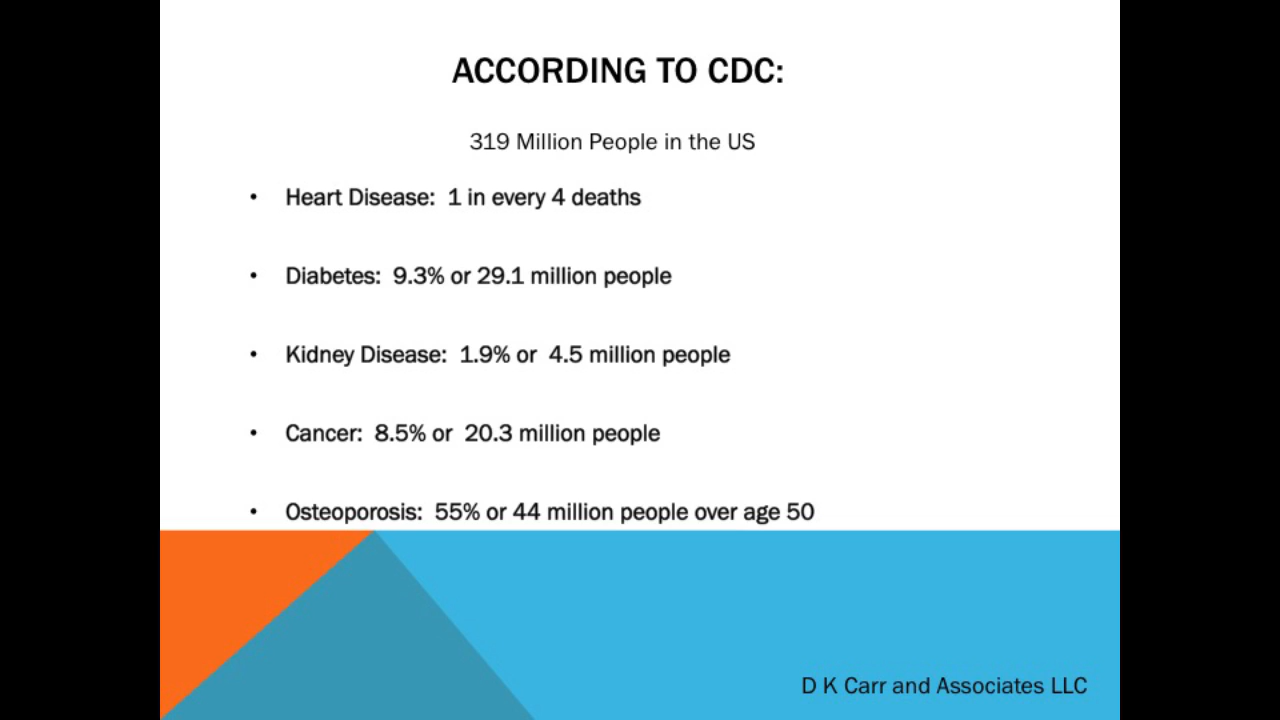 ACCORDING TO CDC:
319 Million People in the US
• Heart Disease:  1 in every 4 deaths
• Diabetes:  9.3% or 29.1 million people
• Kidney Disease:  1.9% or  4.5 million people
• Cancer:  8.5% or  20.3 million people
• Osteoporosis:  55% or 44 million people over age 50
D K Carr and Associates LLC